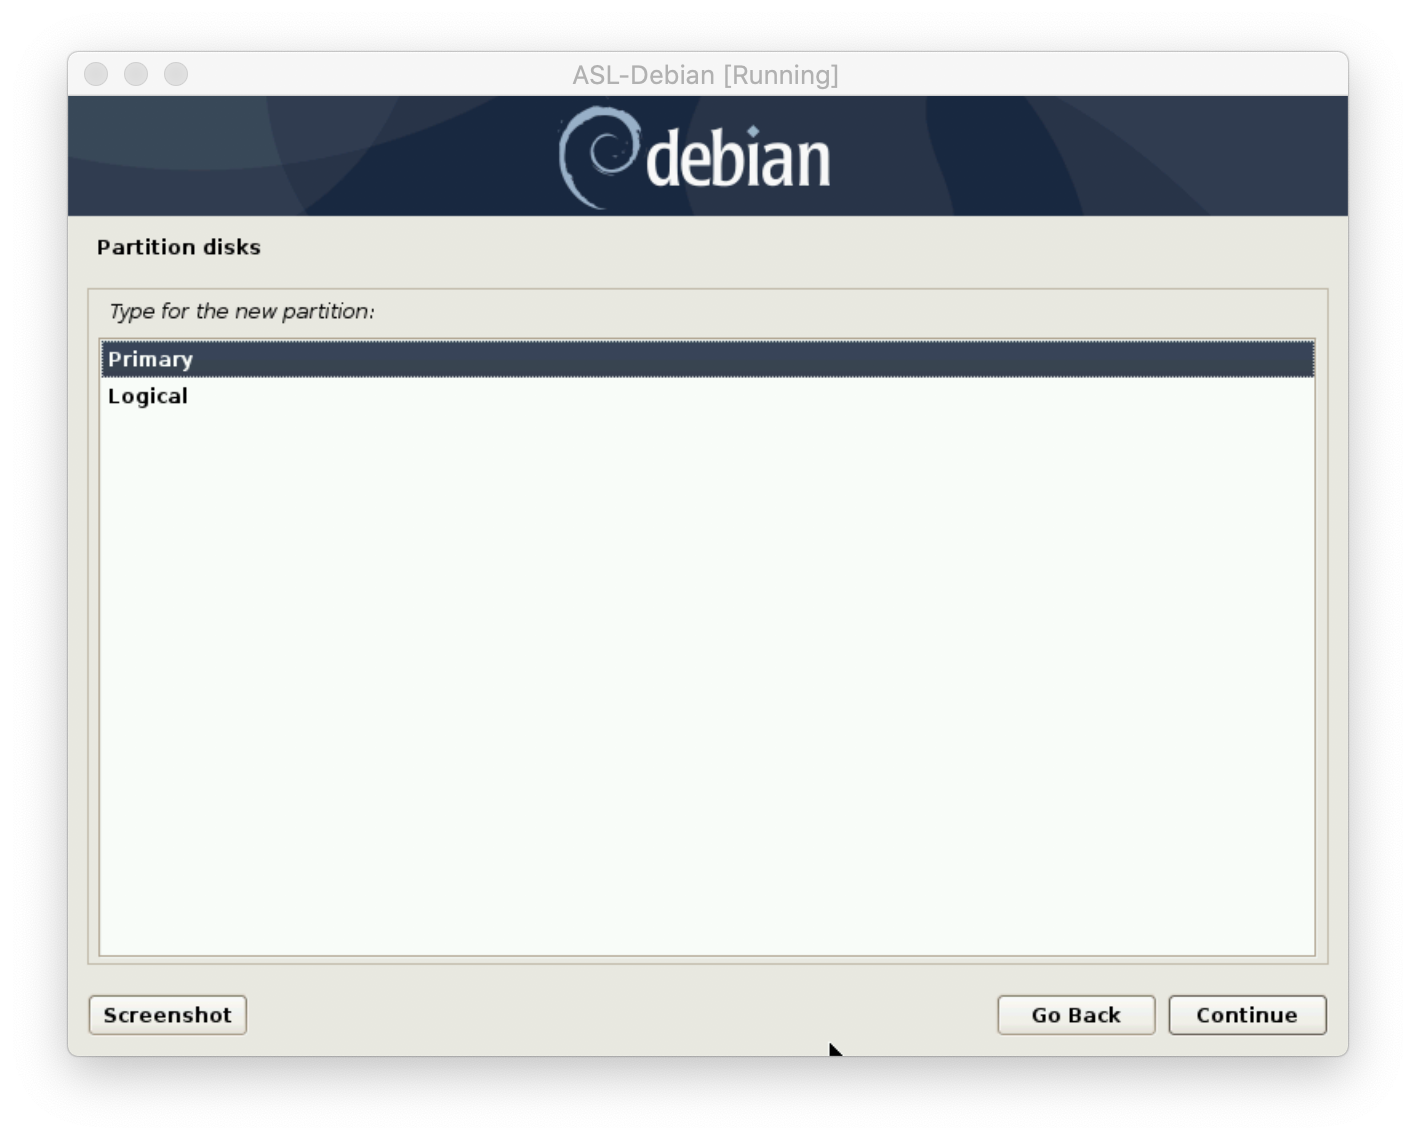 ASL-Debian [Running]
debian
Partition disks
Type for the new partition:
Primary
Logical
Screenshot
Go Back
Continue